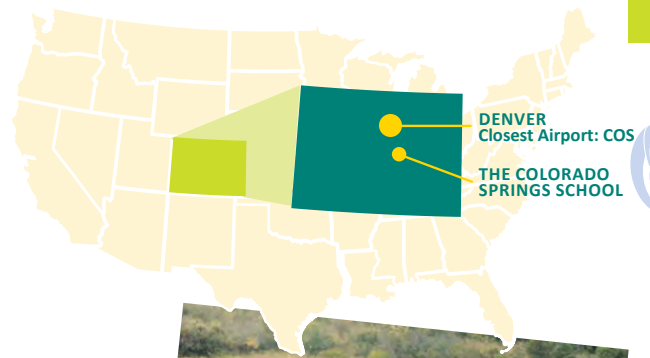 DENVER
Closest Airport: COS
THE COLORADO
SPRINGS SCHOOL